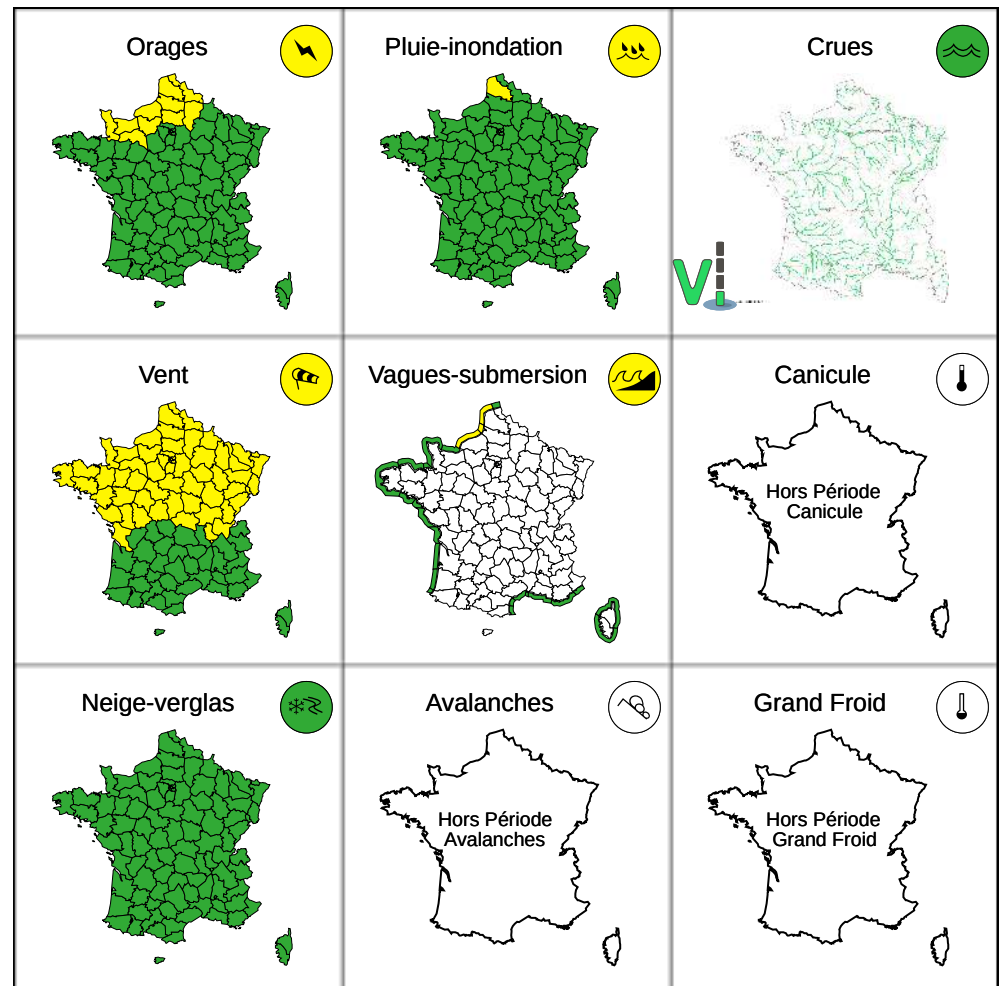 Orages
Pluie-inondation
Crues
Vi
Vent
Vagues-submersion
Canicule
Hors Période
Canicule
Neige-verglas
Avalanches
Grand Froid
Hors Période
Avalanches
Hors Période
Grand Froid